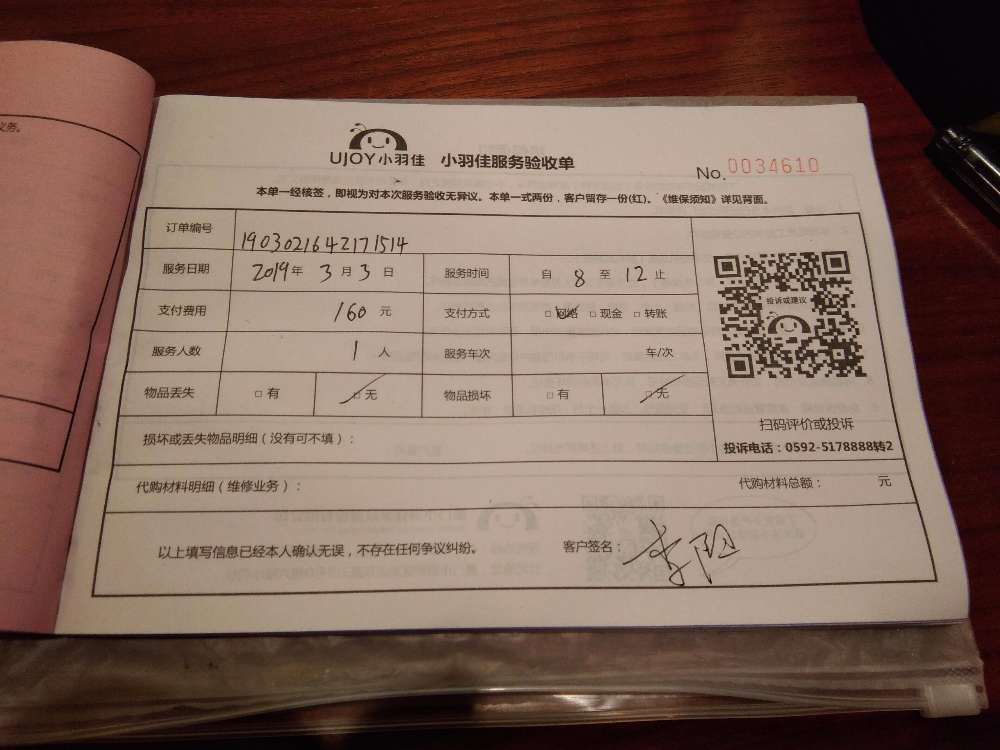 义务。
UJOY小羽佳 小羽佳服务验收单
No.0034610
本单一经核签，即视为对本次服务验收无异议。本单一式两份，客户留存一份(红)。《维保须知》详见背面。
订单编号 1903021642171514
服务日期 2019年 3月 3日 服务时间 自 8 至 12 止
支付费用 160 元 支付方式 □ 网络 □ 现金 □ 转账
服务人数 1 人 服务车次 车/次
物品丢失 □ 有 □ 无 物品损坏 □ 有 □ 无
投诉或建议
扫码评价或投诉
投诉电话：0592-5178888转2
损坏或丢失物品明细（没有可不填）：
代购材料明细（维修业务）： 代购材料总额： 元
以上填写信息已经本人确认无误，不存在任何争议纠纷。 客户签名：